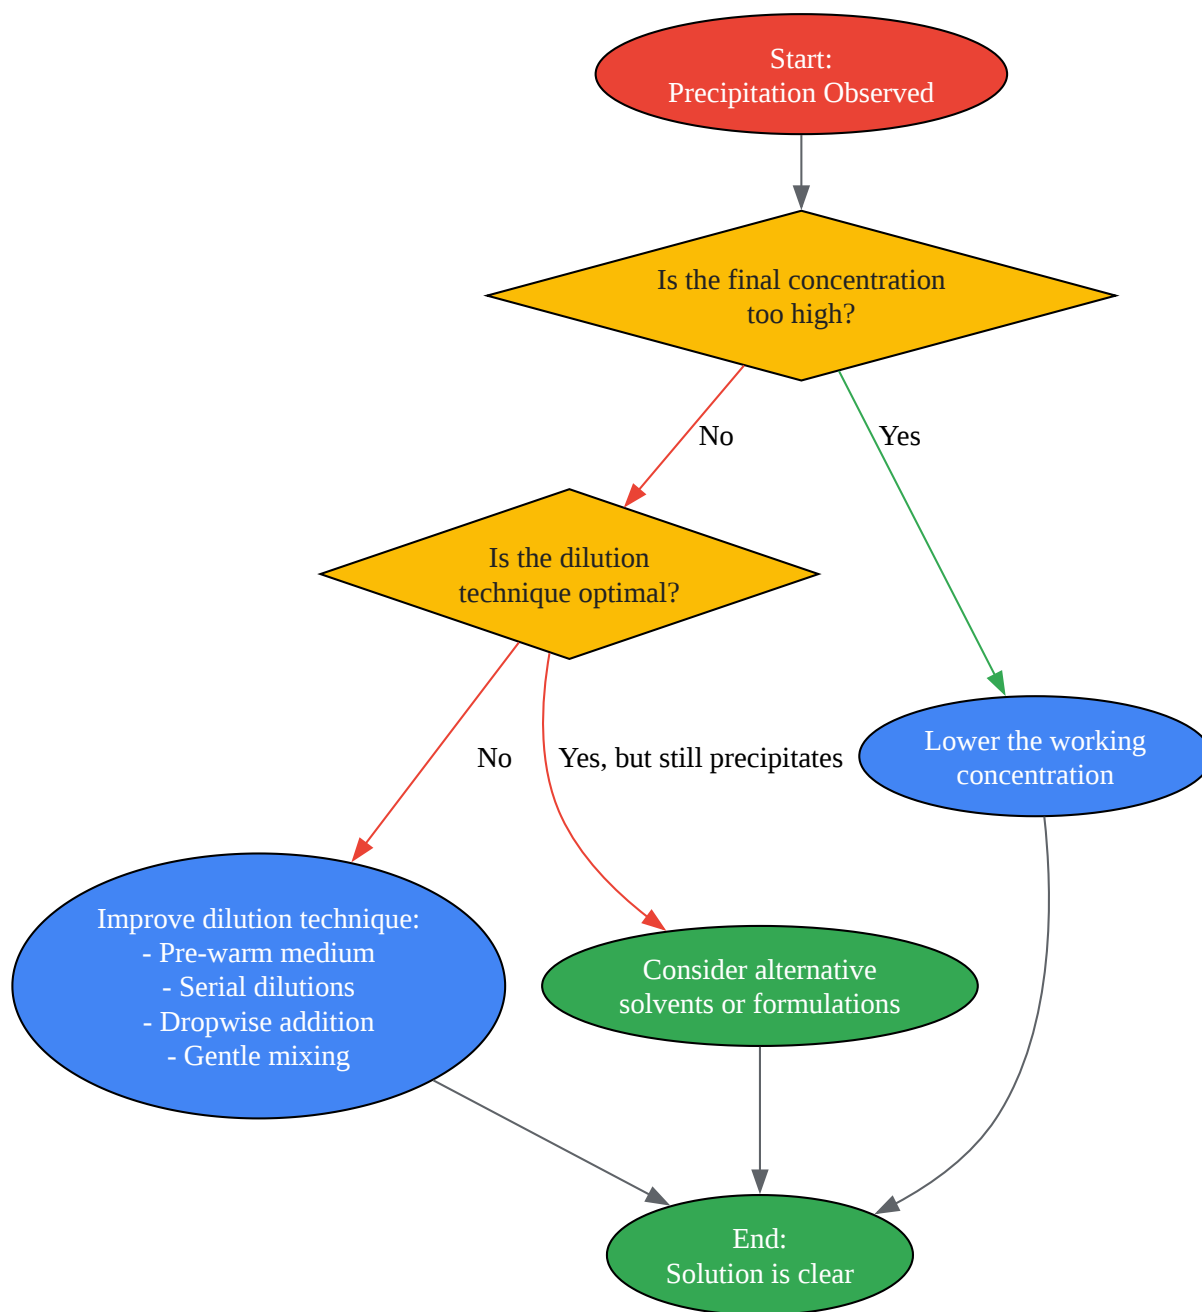 Start:
Precipitation Observed
Is the final concentration
too high?
No
Yes
Is the dilution
technique optimal?
No
Yes, but still precipitates
Lower the working
concentration
Improve dilution technique:
- Pre-warm medium
- Serial dilutions
- Dropwise addition
- Gentle mixing
Consider alternative
solvents or formulations
End:
Solution is clear